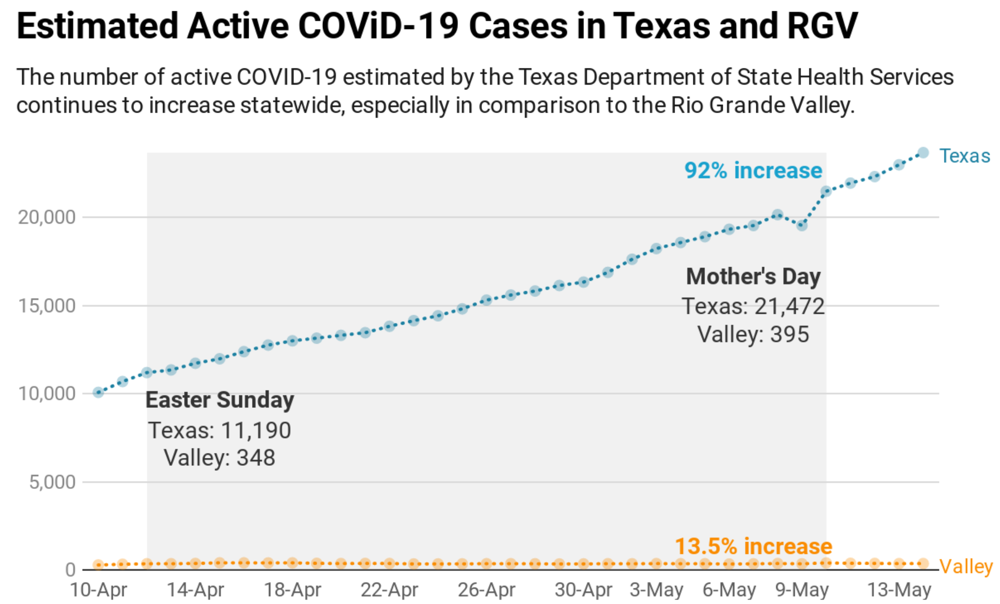 Estimated Active COViD-19 Cases in Texas and RGV
The number of active COVID-19 estimated by the Texas Department of State Health Services
continues to increase statewide, especially in comparison to the Rio Grande Valley.
Texas
92% increase
20,000
Mother's Day
Texas: 21,472
Valley: 395
15,000
10,000
Easter Sunday
Texas: 11,190
Valley: 348
5,000
13.5% increase
0
Valley
10-Apr 14-Apr 18-Apr 22-Apr 26-Apr 30-Apr 3-May 6-May 9-May 13-May